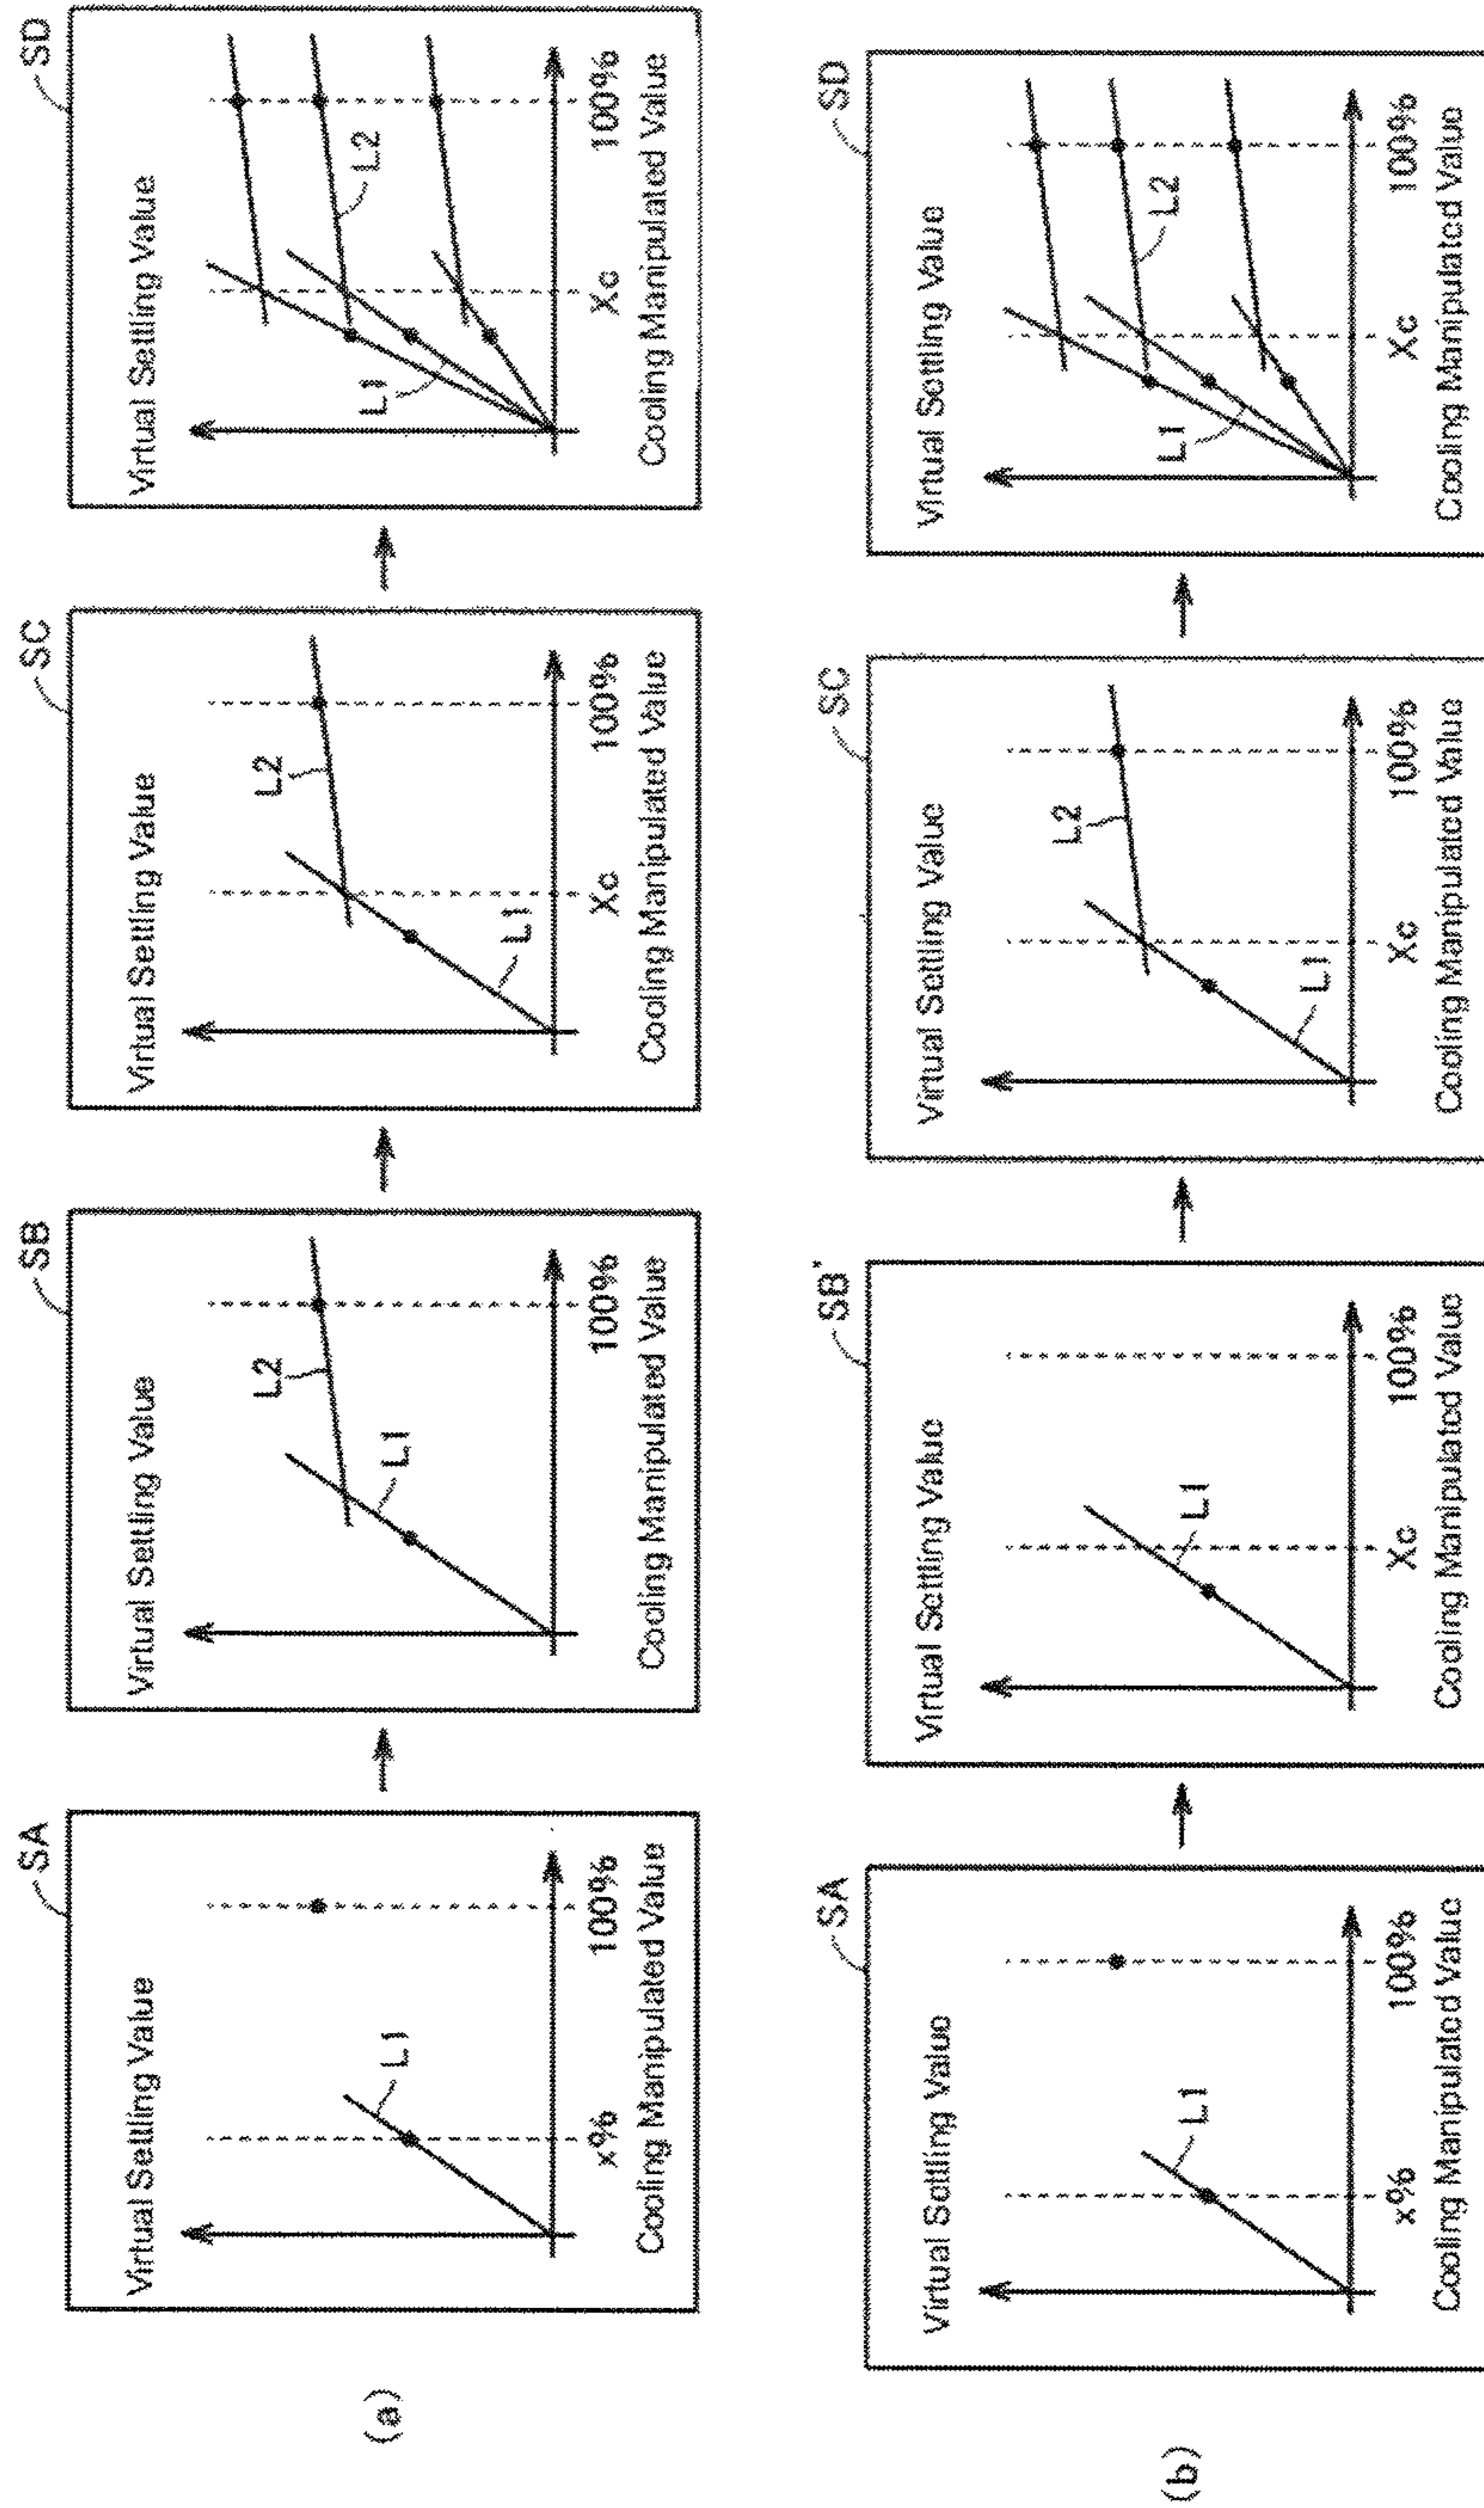 (a)
SA
Virtual Settling Value
L1
x%
100%
Cooling Manipulated Value
SB
Virtual Settling Value
L2
L1
100%
Cooling Manipulated Value
SC
Virtual Settling Value
L2
L1
Xc
100%
Cooling Manipulated Value
SD
Virtual Settling Value
L1
L2
Xc
100%
Cooling Manipulated Value
(b)
SA
Virtual Settling Value
L1
x%
100%
Cooling Manipulated Value
SB*
Virtual Settling Value
L1
Xc
100%
Cooling Manipulated Value
SC
Virtual Settling Value
L2
L1
Xc
100%
Cooling Manipulated Value
SD
Virtual Settling Value
L1
L2
Xc
100%
Cooling Manipulated Value